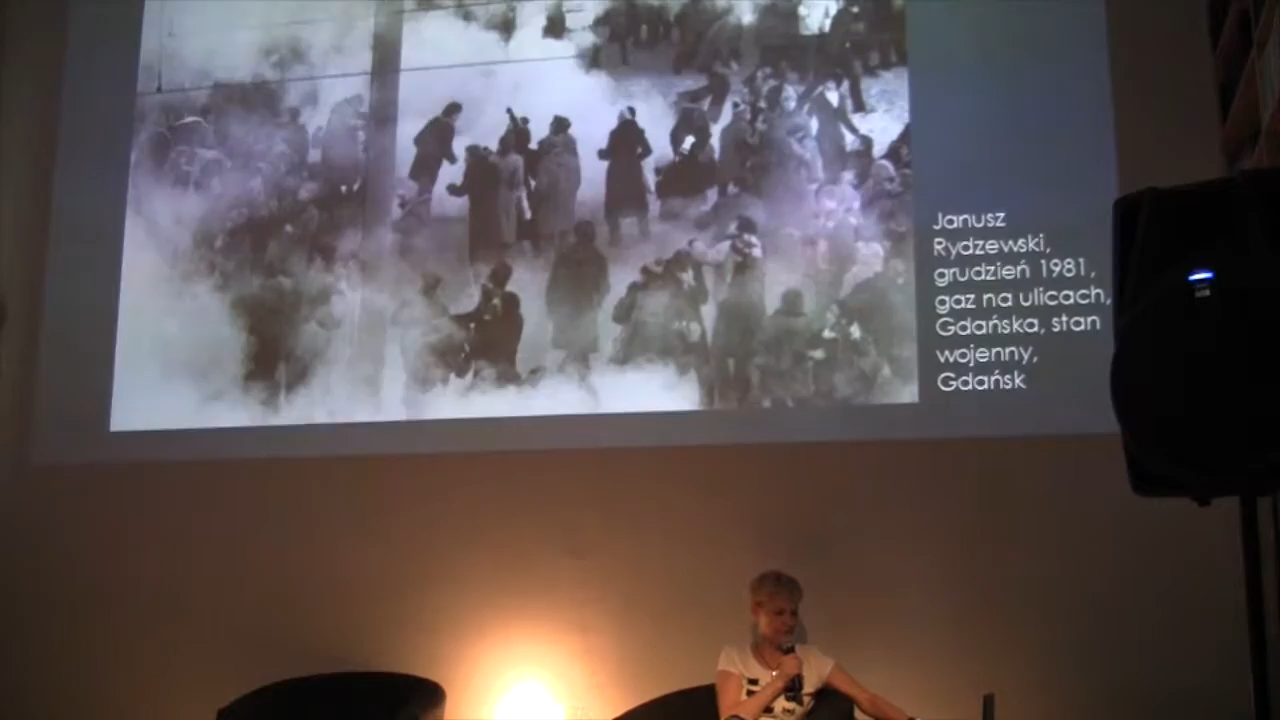 Janusz
Rydzewski,
grudzień 1981,
gaz na ulicach,
Gdańska, stan
wojenny,
Gdańsk